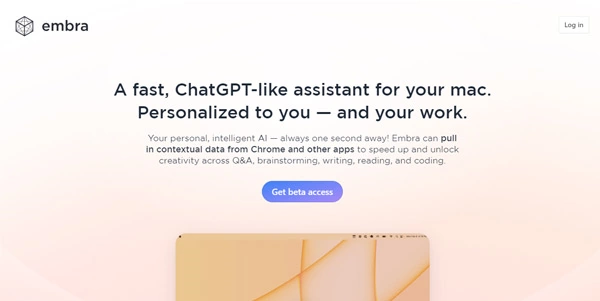 embra
Log in
A fast, ChatGPT-like assistant for your mac.
Personalized to you — and your work.
Your personal, intelligent AI — always one second away! Embra can pull
in contextual data from Chrome and other apps to speed up and unlock
creativity across Q&A, brainstorming, writing, reading, and coding.
Get beta access